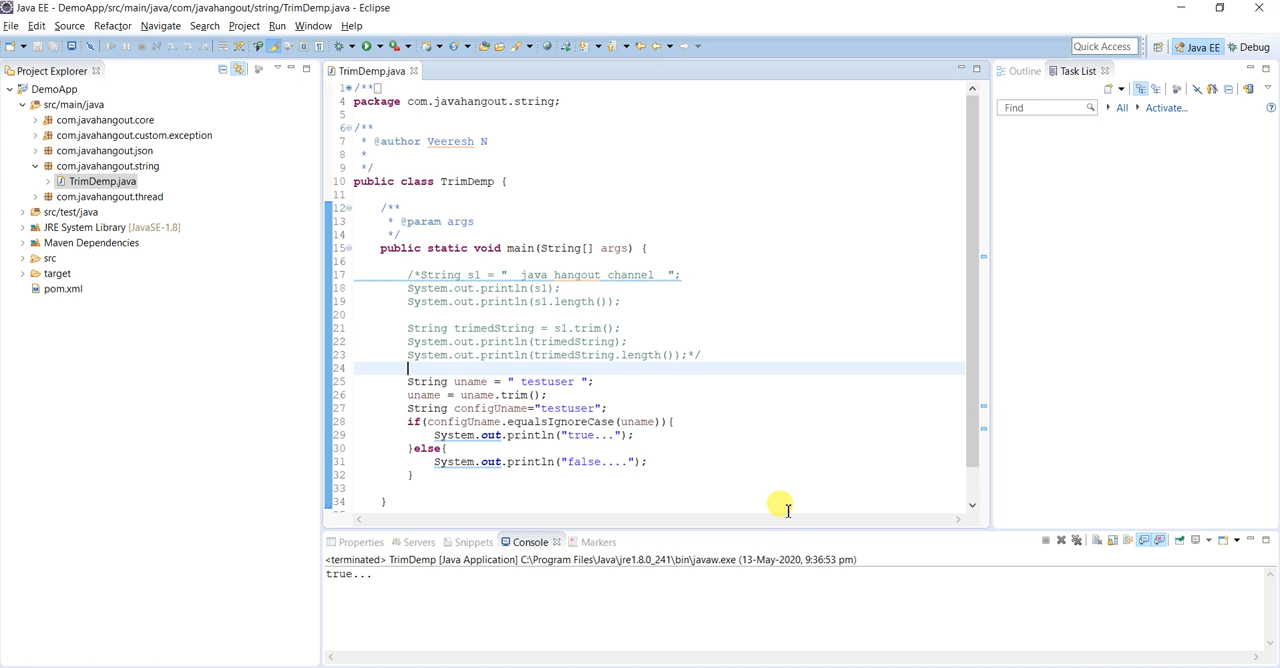 Java EE - DemoApp/src/main/java/com/javahangout/string/TrimDemp.java - Eclipse
File Edit Source Refactor Navigate Search Project Run Window Help
Quick Access Java EE Debug
Project Explorer
DemoApp
src/main/java
com.javahangout.core
com.javahangout.custom.exception
com.javahangout.json
com.javahangout.string
TrimDemp.java
com.javahangout.thread
src/test/java
JRE System Library [JavaSE-1.8]
Maven Dependencies
src
target
pom.xml
TrimDemp.java
1 /**
4 package com.javahangout.string;
5
6 /**
7 * @author Veeresh N
8 *
9 */
10 public class TrimDemp {
11
12 /**
13 * @param args
14 */
15 public static void main(String[] args) {
16
17 /*String s1 = "  java hangout channel  ";
18 System.out.println(s1);
19 System.out.println(s1.length());
20
21 String trimedString = s1.trim();
22 System.out.println(trimedString);
23 System.out.println(trimedString.length());*/
24
25 String uname = " testuser ";
26 uname = uname.trim();
27 String configUname="testuser";
28 if(configUname.equalsIgnoreCase(uname)){
29 System.out.println("true...");
30 }else{
31 System.out.println("false....");
32 }
33
34 }
Outline Task List
Find All Activate...
Properties Servers Snippets Console Markers
<terminated> TrimDemp [Java Application] C:\Program Files\Java\jre1.8.0_241\bin\javaw.exe (13-May-2020, 9:36:53 pm)
true...